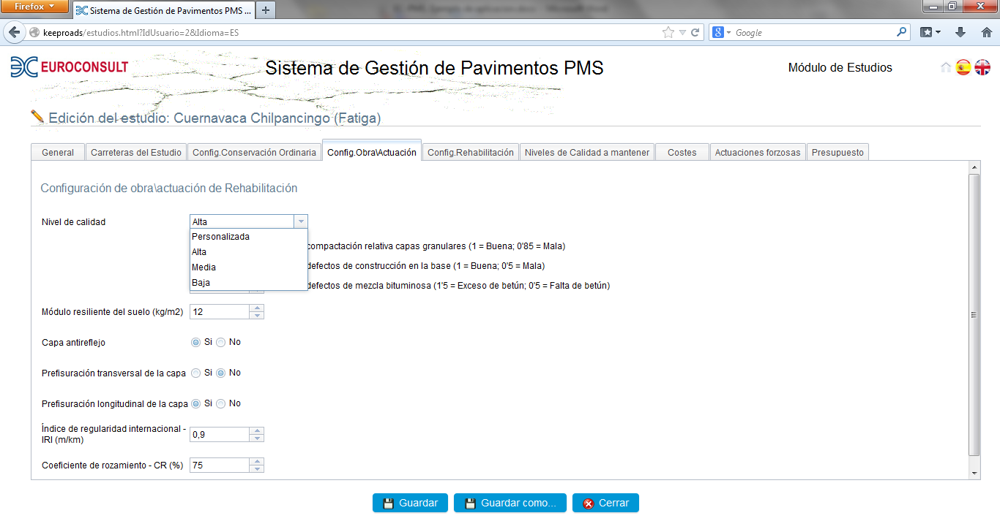 Firefox
Sistema de Gestión de Pavimentos PMS ...
keeproads/estudios.html?IdUsuario=2&Idioma=ES
Google
EUROCONSULT
Sistema de Gestión de Pavimentos PMS
Módulo de Estudios
Edición del estudio: Cuernavaca Chilpancingo (Fatiga)
General
Carreteras del Estudio
Config.Conservación Ordinaria
Config.Obra\Actuación
Config.Rehabilitación
Niveles de Calidad a mantener
Costes
Actuaciones forzosas
Presupuesto
Configuración de obra\actuación de Rehabilitación
Nivel de calidad
Alta
Personalizada
Alta
Media
Baja
compactación relativa capas granulares (1 = Buena; 0'85 = Mala)
defectos de construcción en la base (1 = Buena; 0'5 = Mala)
defectos de mezcla bituminosa (1'5 = Exceso de betún; 0'5 = Falta de betún)
Módulo resiliente del suelo (kg/m2) 12
Capa antireflejo Si No
Prefisuración transversal de la capa Si No
Prefisuración longitudinal de la capa Si No
Índice de regularidad internacional -
IRI (m/km) 0,9
Coeficiente de rozamiento - CR (%) 75
Guardar
Guardar como...
Cerrar